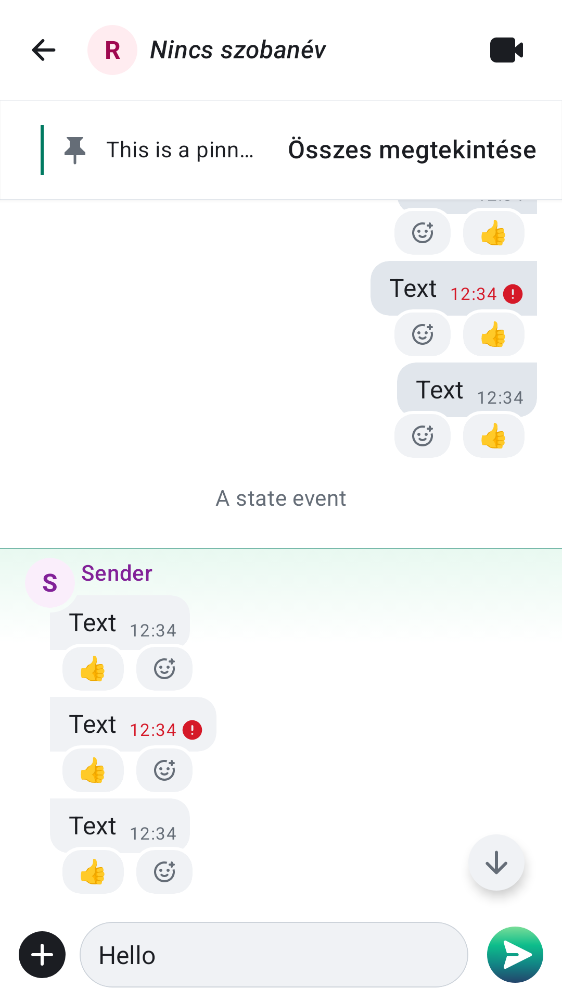 R Nincs szobanév
This is a pinn... Összes megtekintése
Text 12:34
Text 12:34
A state event
S Sender
Text 12:34
Text 12:34
Text 12:34
Hello